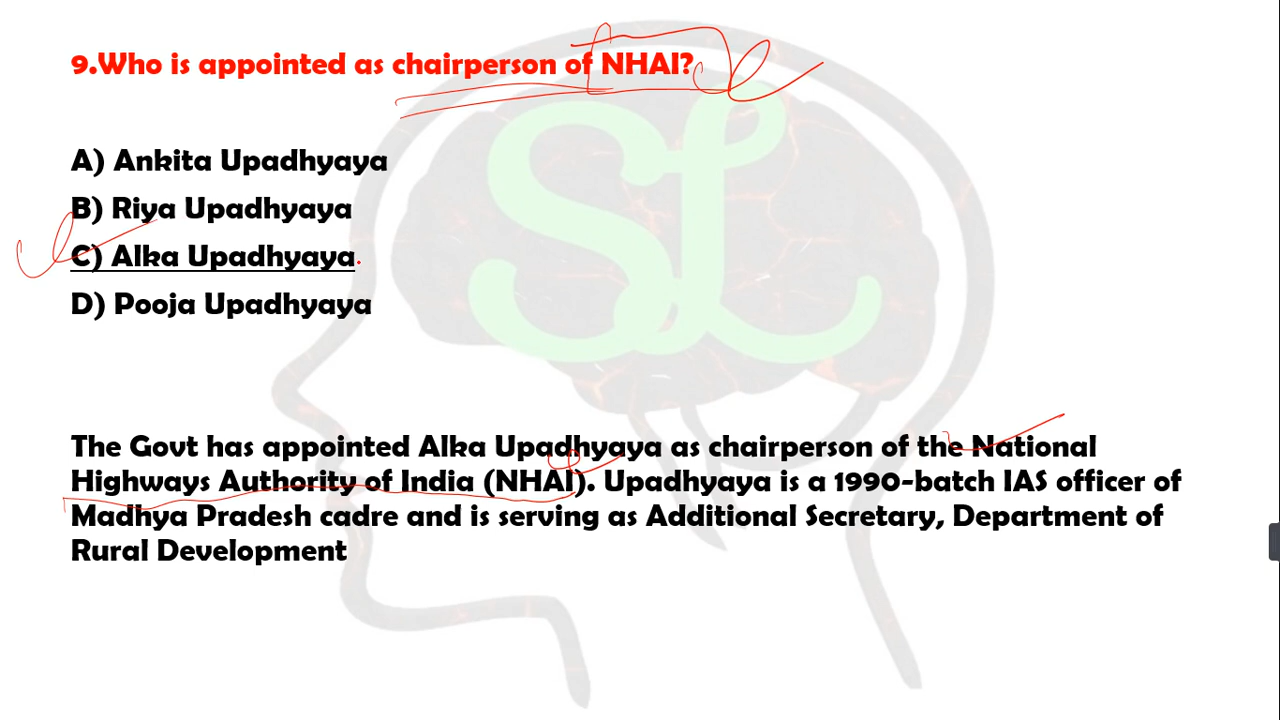 9.Who is appointed as chairperson of NHAI?
A) Ankita Upadhyaya
B) Riya Upadhyaya
C) Alka Upadhyaya
D) Pooja Upadhyaya
The Govt has appointed Alka Upadhyaya as chairperson of the National
Highways Authority of India (NHAI). Upadhyaya is a 1990-batch IAS officer of
Madhya Pradesh cadre and is serving as Additional Secretary, Department of
Rural Development
SL